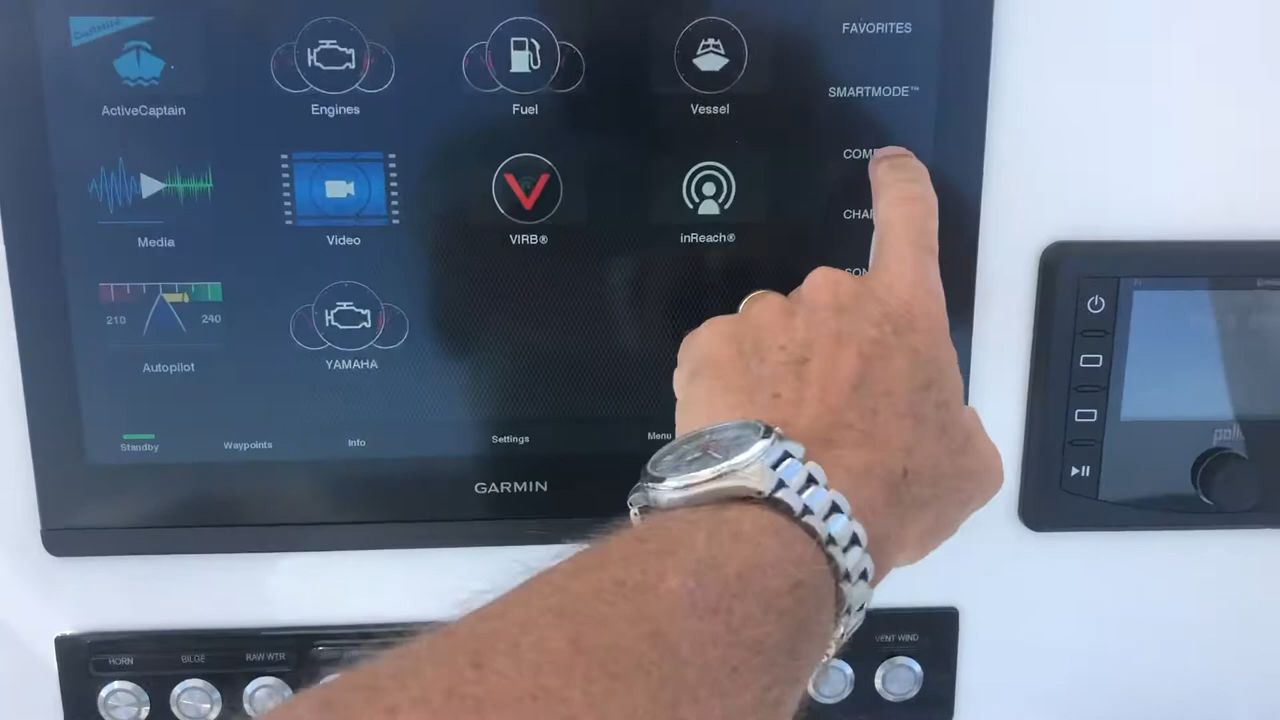 FAVORITES
ActiveCaptain
Engines
Fuel
Vessel
SMARTMODE™
Media
Video
VIRB®
inReach®
210
240
Autopilot
YAMAHA
Standby
Waypoints
Info
Settings
Menu
GARMIN
HORN
BILGE
RAW WTR
VENT WIND